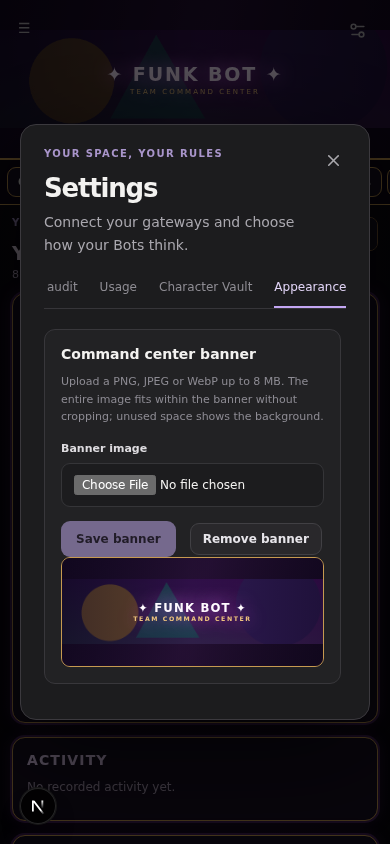 ✦ FUNK BOT ✦
TEAM COMMAND CENTER
YOUR SPACE, YOUR RULES
Settings
Connect your gateways and choose
how your Bots think.
audit Usage Character Vault Appearance
Command center banner
Upload a PNG, JPEG or WebP up to 8 MB. The
entire image fits within the banner without
cropping; unused space shows the background.
Banner image
Choose File No file chosen
Save banner Remove banner
✦ FUNK BOT ✦
TEAM COMMAND CENTER
ACTIVITY
No recorded activity yet.
N